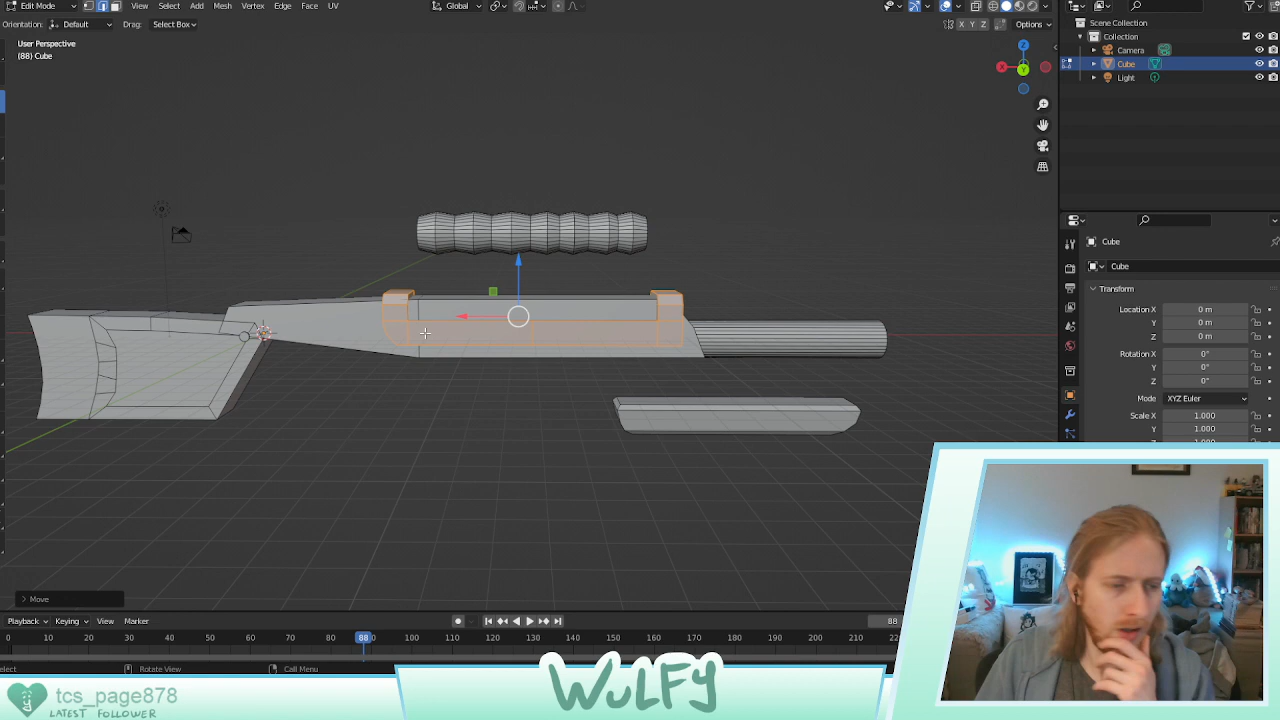 Edit Mode View Select Add Mesh Vertex Edge Face UV Global
Orientation: Default Drag: Select Box X Y Z Options
User Perspective
(88) Cube
X Y Z
Scene Collection
Collection
Camera
Cube
Light
Cube
Cube
Transform
Location X 0 m
Y 0 m
Z 0 m
Rotation X 0°
Y 0°
Z 0°
Mode XYZ Euler
Scale X 1.000
Y 1.000
Move
Playback Keying View Marker 88
0 10 20 30 40 50 60 70 80 88 100 110 120 130 140 150 160 170 180 190 200 210
elect Rotate View Call Menu
tcs_page878
LATEST FOLLOWER
WULFY